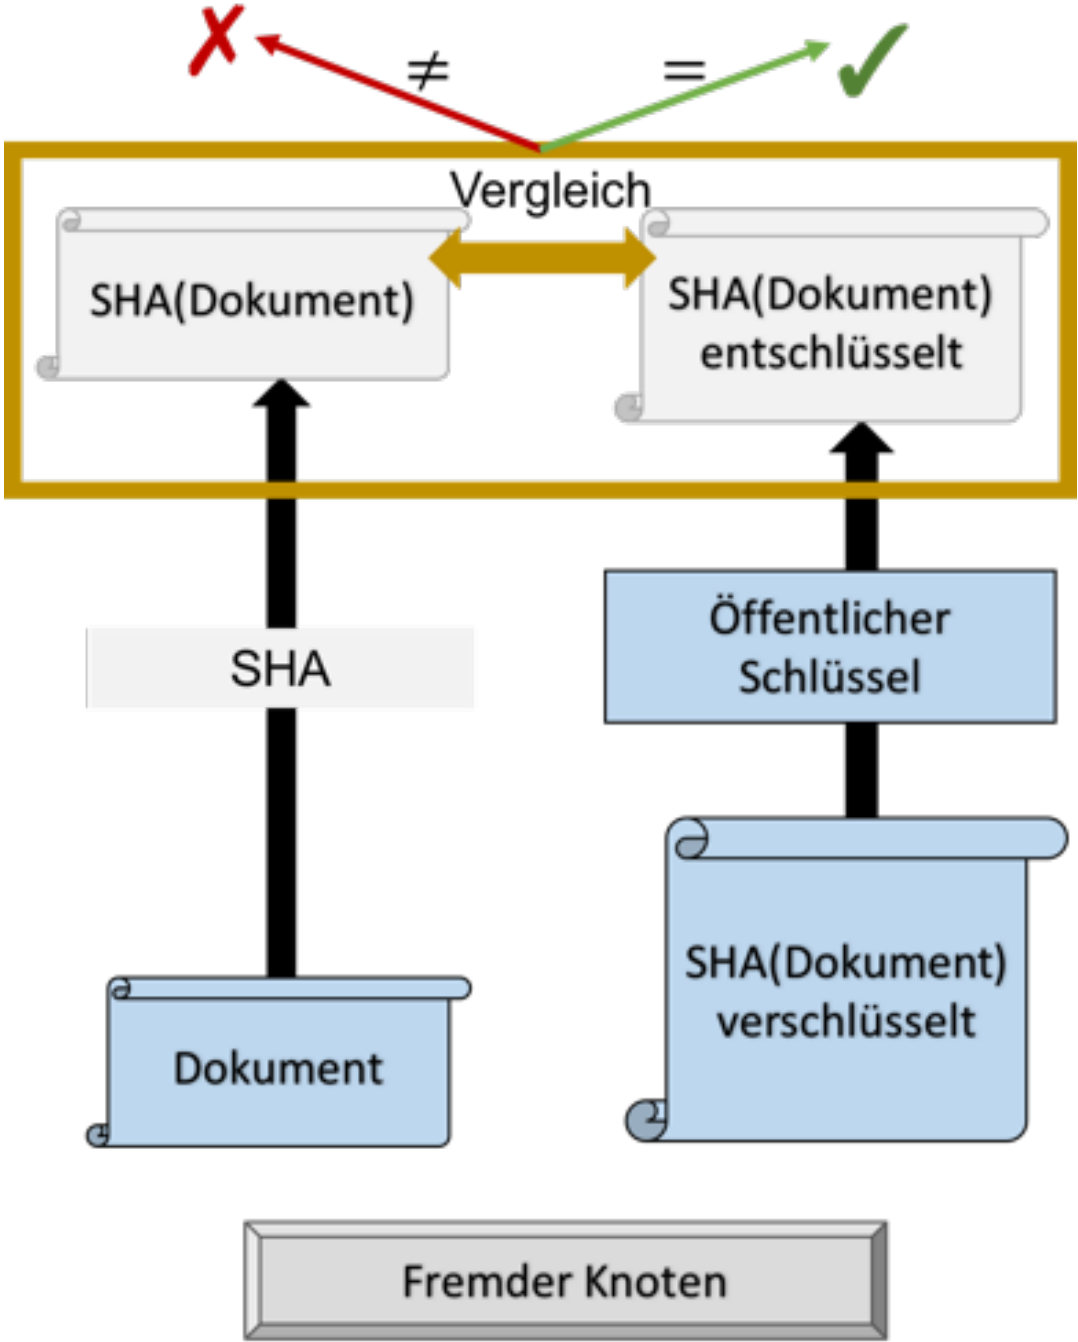 ✗ ≠ = ✓
Vergleich
SHA(Dokument)
SHA(Dokument)
entschlüsselt
SHA
Öffentlicher
Schlüssel
Dokument
SHA(Dokument)
verschlüsselt
Fremder Knoten